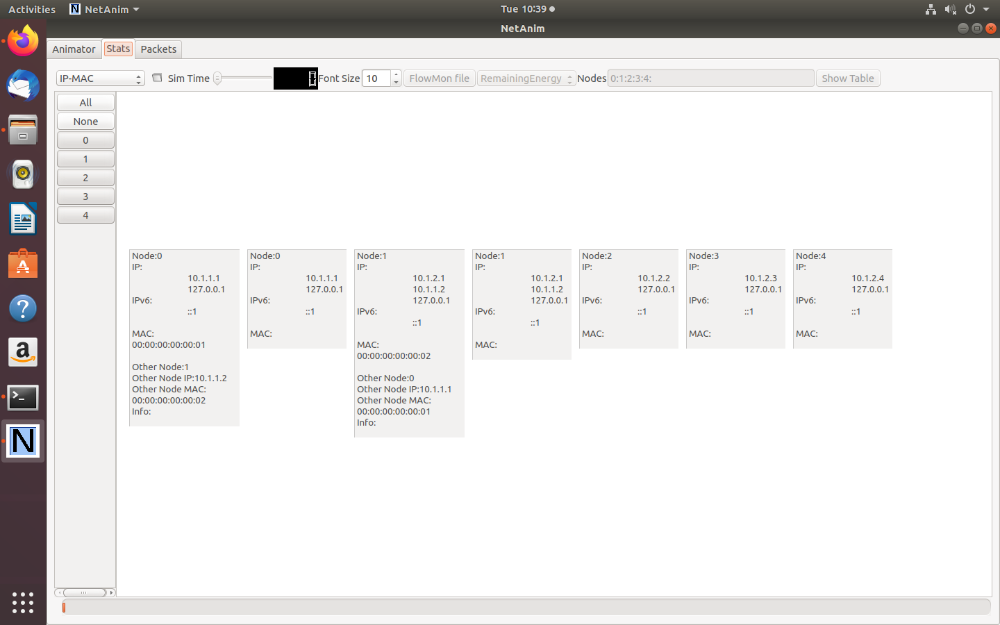 Activities
NetAnim
Tue 10:39
NetAnim
Animator
Stats
Packets
IP-MAC
Sim Time
0
Font Size
10
FlowMon file
RemainingEnergy
Nodes
0:1:2:3:4:
Show Table
All
None
0
1
2
3
4
Node:0
IP:
10.1.1.1
127.0.0.1
IPv6:
::1
MAC:
00:00:00:00:00:01
Other Node:1
Other Node IP:10.1.1.2
Other Node MAC:
00:00:00:00:00:02
Info:
Node:0
IP:
10.1.1.1
127.0.0.1
IPv6:
::1
MAC:
Node:1
IP:
10.1.2.1
10.1.1.2
127.0.0.1
IPv6:
::1
MAC:
00:00:00:00:00:02
Other Node:0
Other Node IP:10.1.1.1
Other Node MAC:
00:00:00:00:00:01
Info:
Node:1
IP:
10.1.2.1
10.1.1.2
127.0.0.1
IPv6:
::1
MAC:
Node:2
IP:
10.1.2.2
127.0.0.1
IPv6:
::1
MAC:
Node:3
IP:
10.1.2.3
127.0.0.1
IPv6:
::1
MAC:
Node:4
IP:
10.1.2.4
127.0.0.1
IPv6:
::1
MAC: